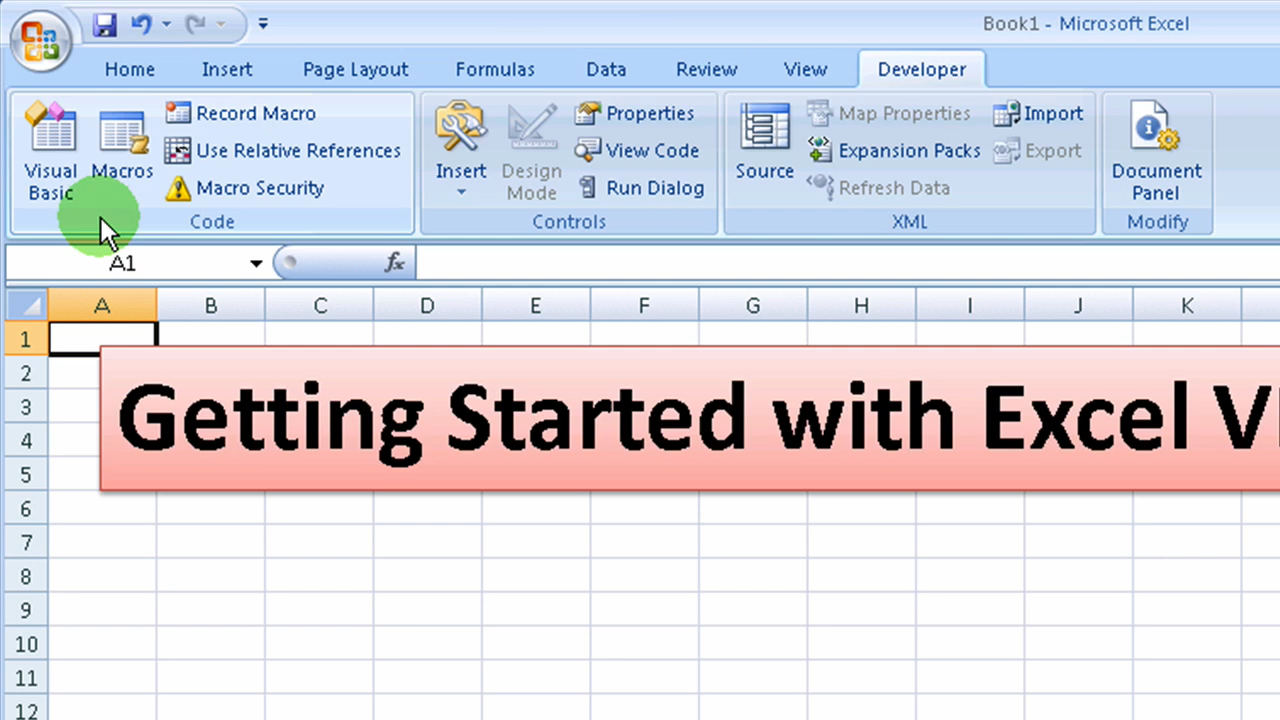 Book1 - Microsoft Excel
Home Insert Page Layout Formulas Data Review View Developer
Visual Basic
Macros
Record Macro
Use Relative References
Macro Security
Code
Insert
Design Mode
Properties
View Code
Run Dialog
Controls
Source
Map Properties
Expansion Packs
Refresh Data
Import
Export
XML
Document Panel
Modify
A1
fx
A B C D E F G H I J K
1
2
3
4
5
6
7
8
9
10
11
12
Getting Started with Excel